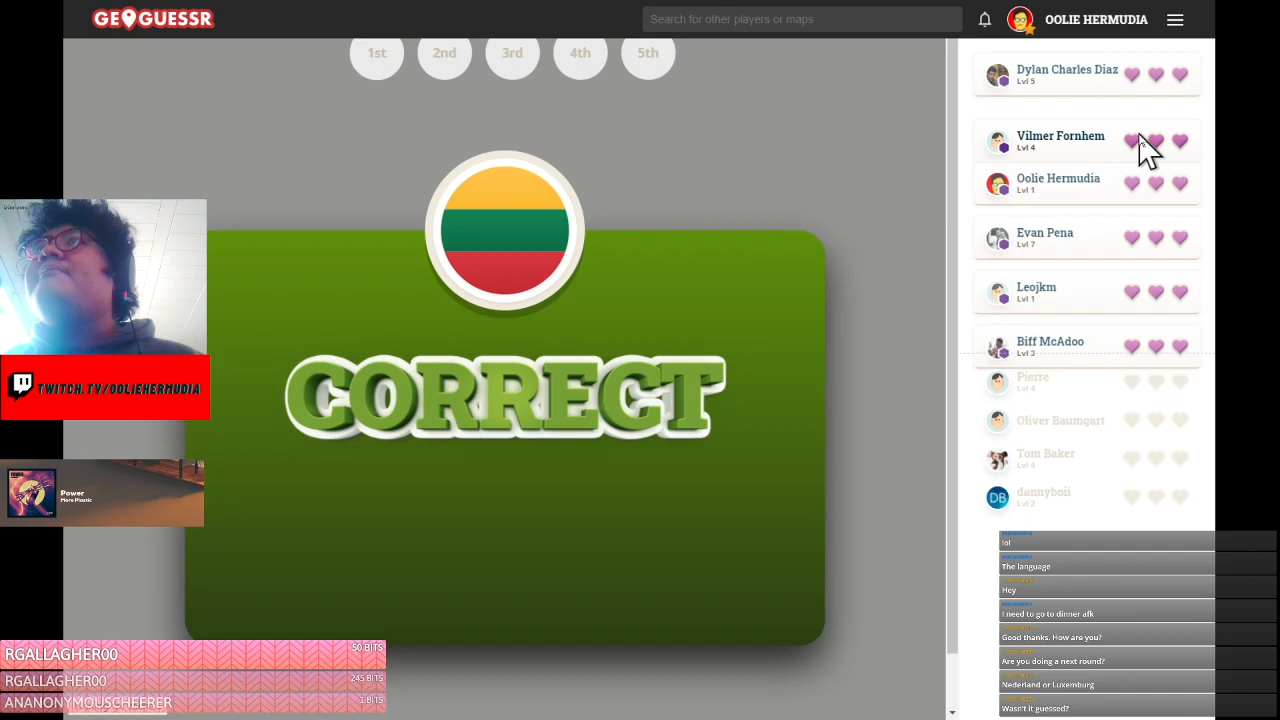 GEOGUESSR
Search for other players or maps
OOLIE HERMUDIA
1st
2nd
3rd
4th
5th
CORRECT
Dylan Charles Diaz
Lvl 5
Vilmer Fornhem
Lvl 4
Oolie Hermudia
Lvl 1
Evan Pena
Lvl 7
Leojkm
Lvl 1
Biff McAdoo
Lvl 3
Pierre
Lvl 4
Oliver Baumgart
Tom Baker
Lvl 4
DB
dannyboii
Lvl 2
TWITCH.TV/OOLIEHERMUDIA
Power
More Plastic
lol
The language
Hey
I need to go to dinner afk
Good thanks. How are you?
Are you doing a next round?
Nederland or Luxemburg
Wasn't it guessed?
RGALLAGHER00
50 BITS
RGALLAGHER00
245 BITS
ANANONYMOUSCHEERER
1 BITS